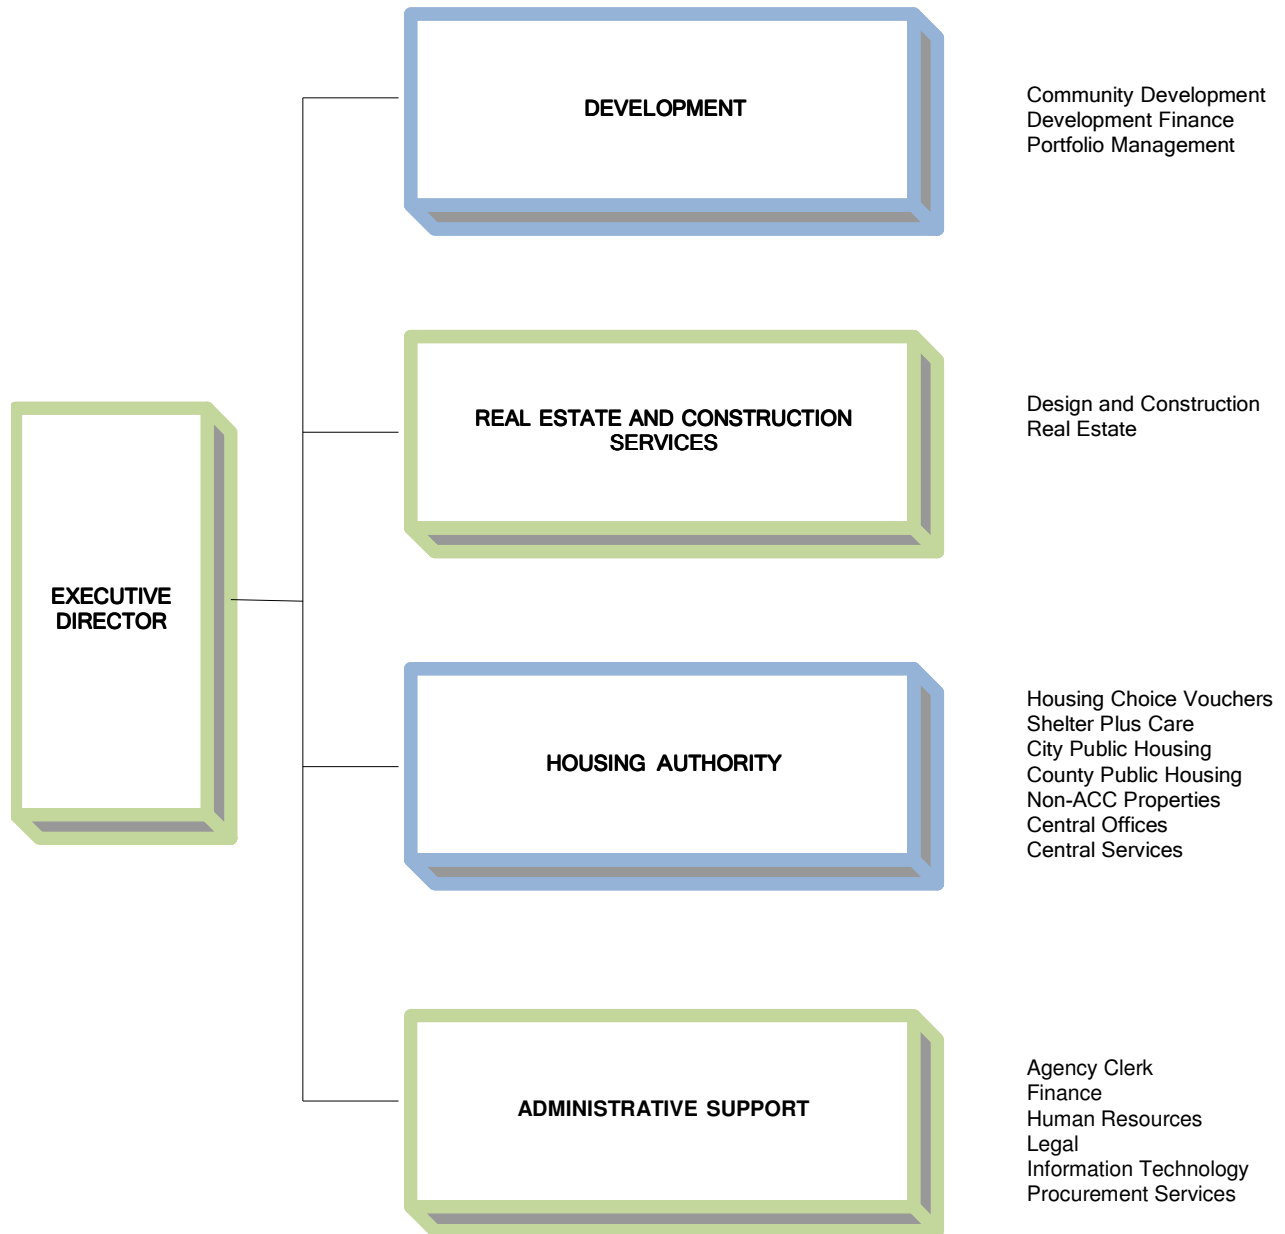 DEVELOPMENT
Community Development
Development Finance
Portfolio Management
REAL ESTATE AND CONSTRUCTION
SERVICES
Design and Construction
Real Estate
EXECUTIVE
DIRECTOR
HOUSING AUTHORITY
Housing Choice Vouchers
Shelter Plus Care
City Public Housing
County Public Housing
Non-ACC Properties
Central Offices
Central Services
ADMINISTRATIVE SUPPORT
Agency Clerk
Finance
Human Resources
Legal
Information Technology
Procurement Services